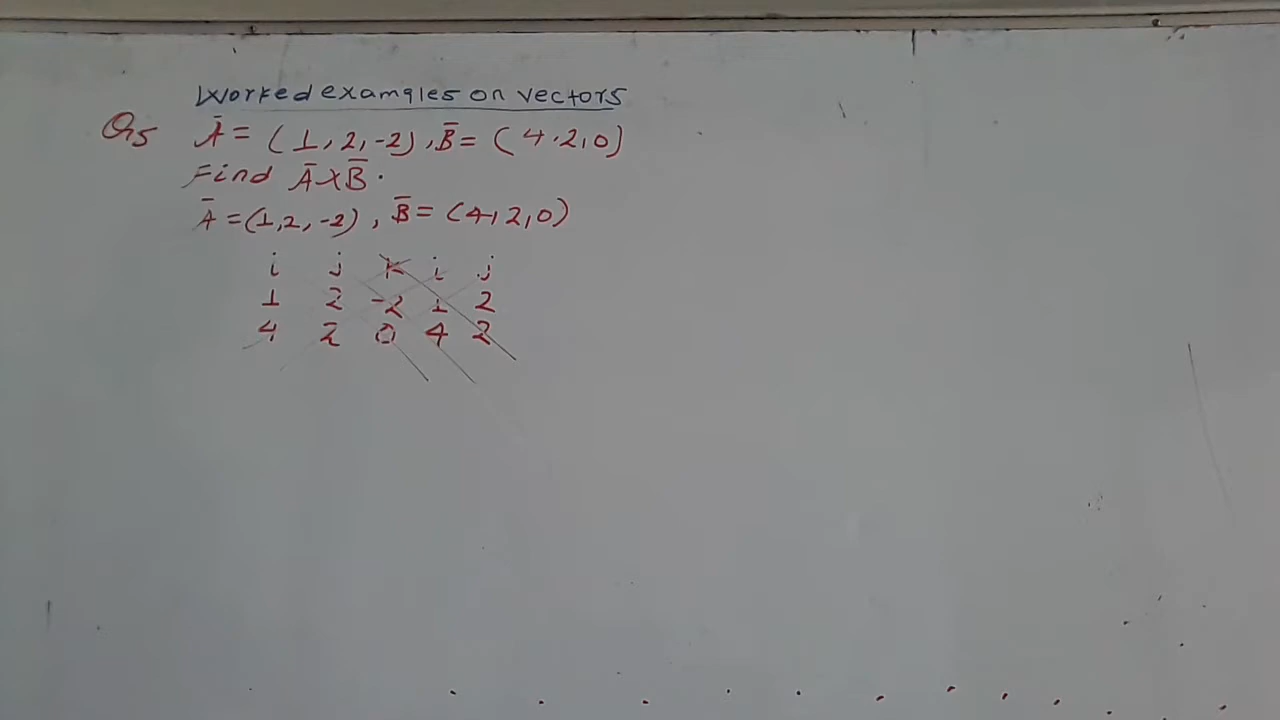 Worked examples on vectors
Q5 Ā = (1, 2, -2), B̄ = (4, 2, 0)
Find Ā X B̄.
Ā = (1, 2, -2), B̄ = (4, 2, 0)
i j k i j
1 2 -2 1 2
4 2 0 4 2